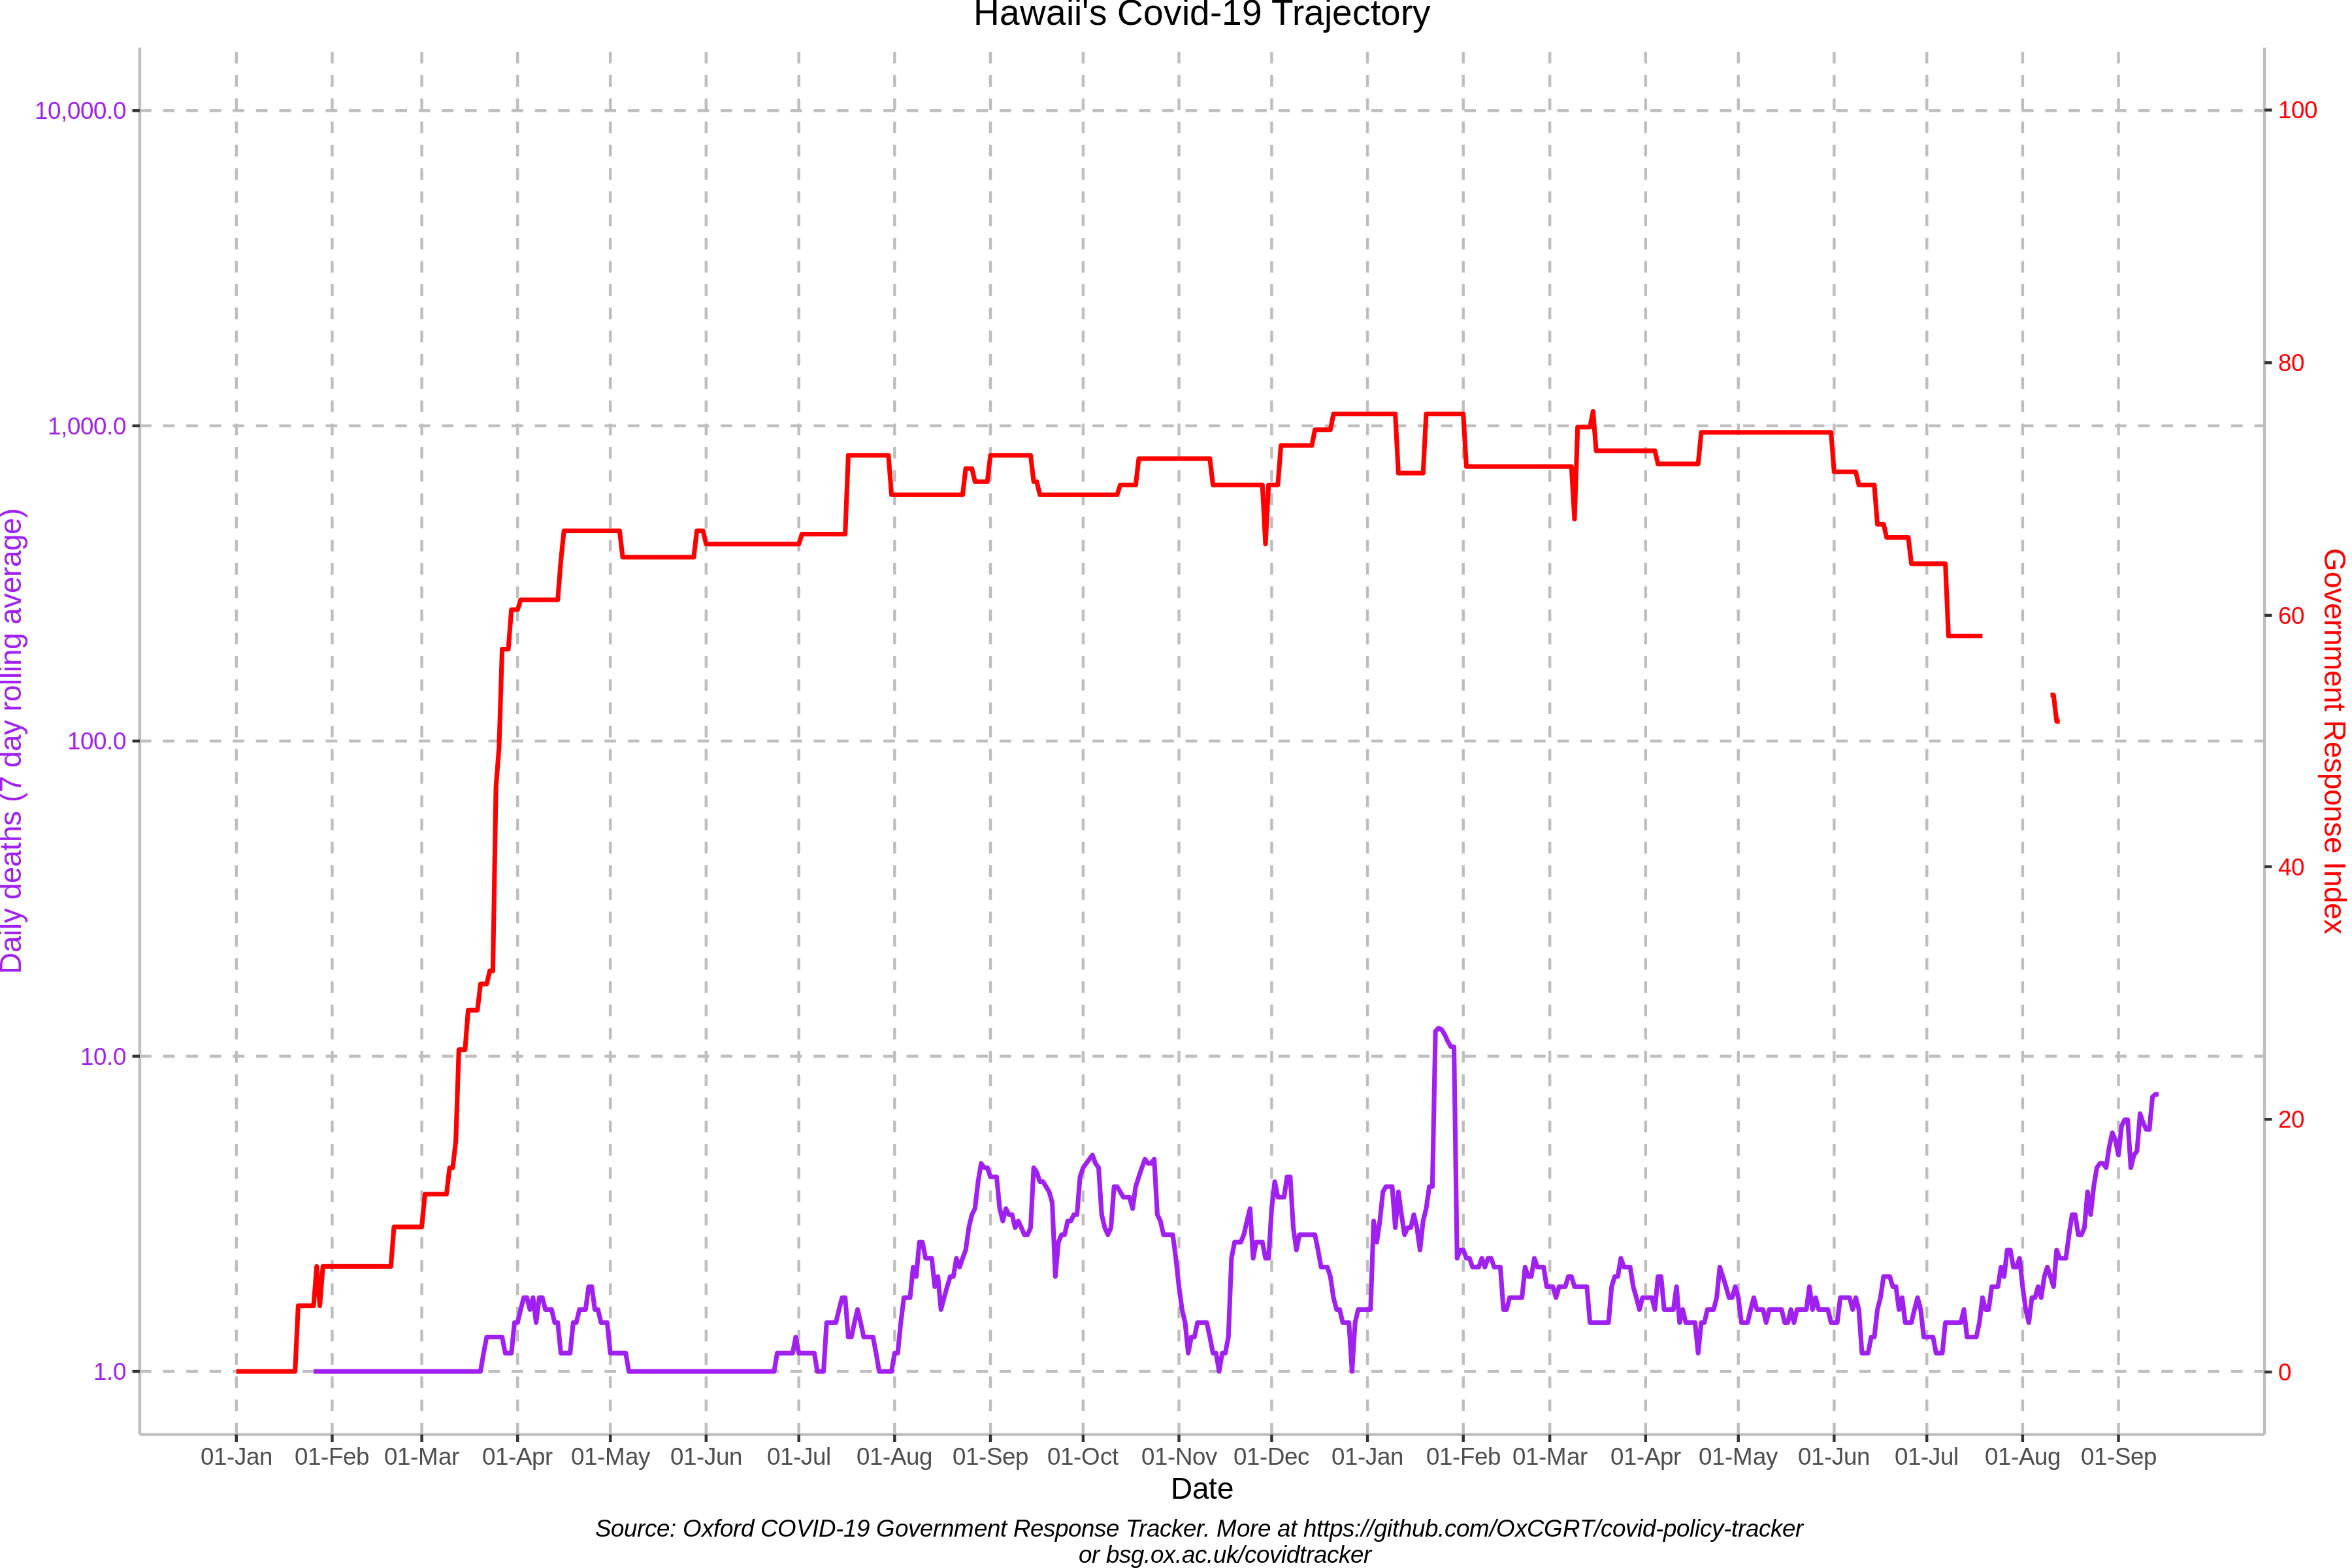 Hawaii's Covid-19 Trajectory
10,000.0
1,000.0
100.0
10.0
1.0
Daily deaths (7 day rolling average)
100
80
60
40
20
0
Government Response Index
01-Jan 01-Feb 01-Mar 01-Apr 01-May 01-Jun 01-Jul 01-Aug 01-Sep 01-Oct 01-Nov 01-Dec 01-Jan 01-Feb 01-Mar 01-Apr 01-May 01-Jun 01-Jul 01-Aug 01-Sep
Date
Source: Oxford COVID-19 Government Response Tracker. More at https://github.com/OxCGRT/covid-policy-tracker
or bsg.ox.ac.uk/covidtracker